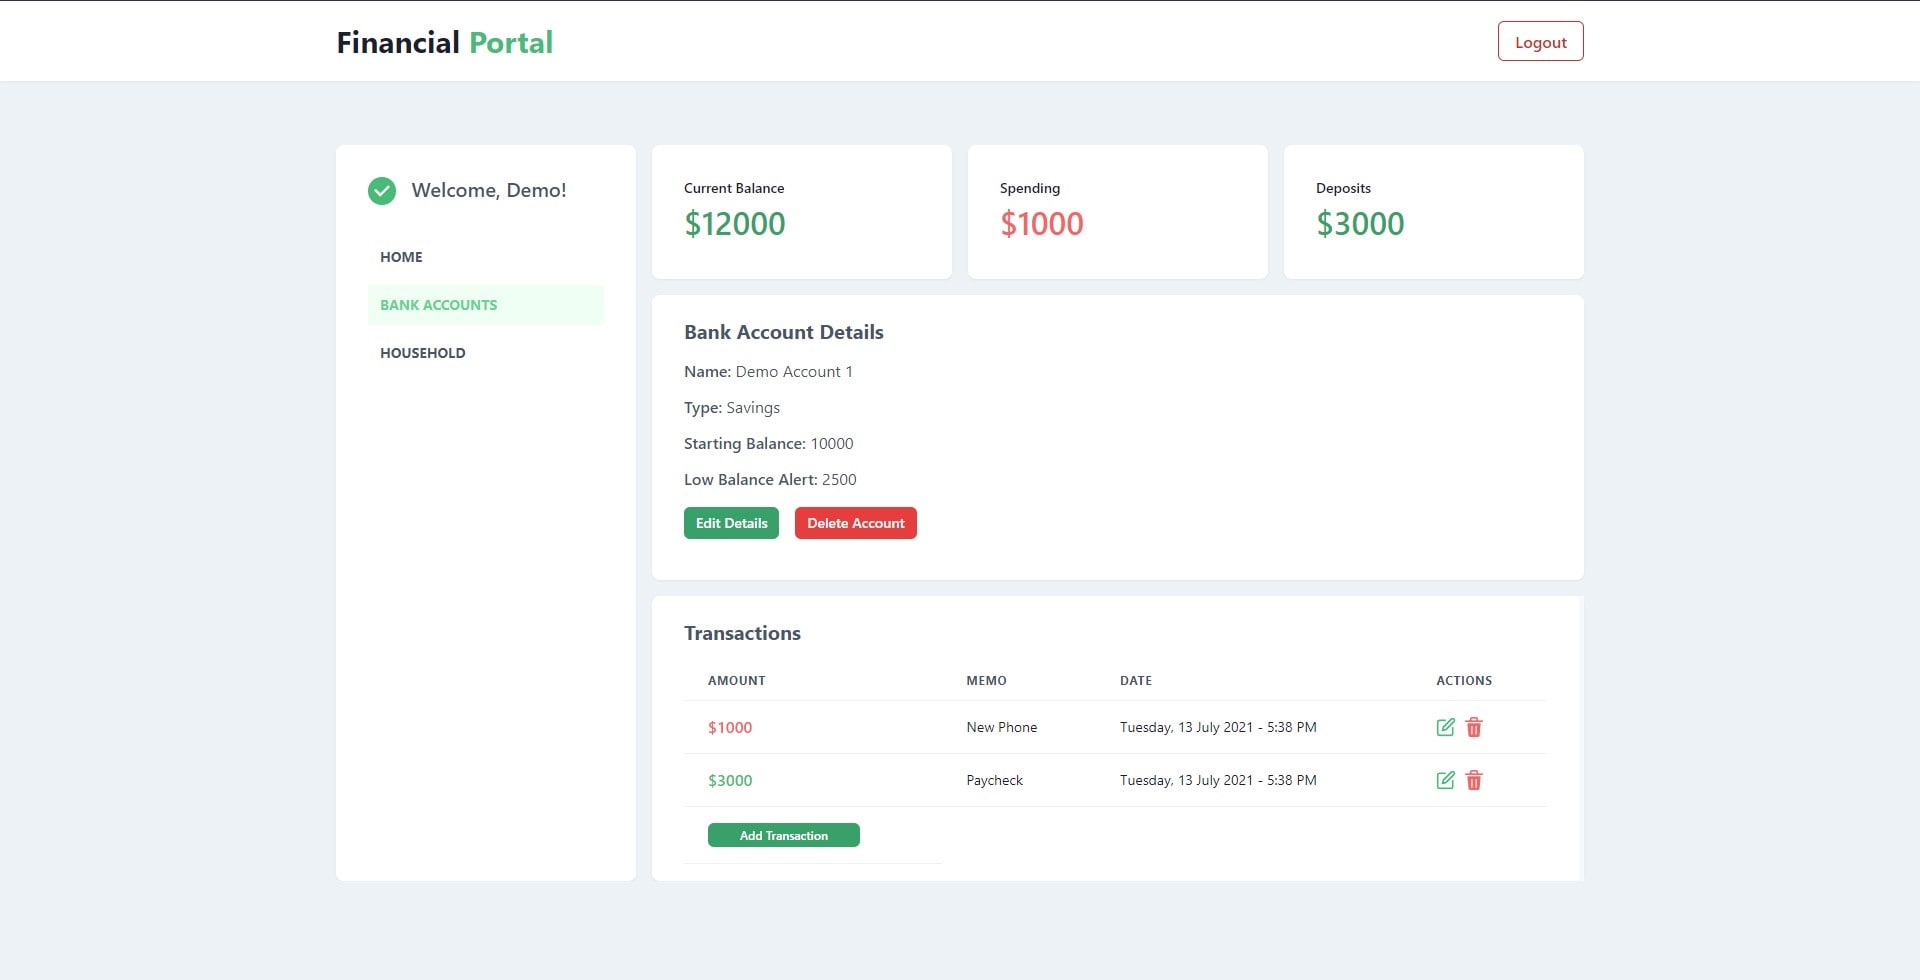 Financial Portal
Logout
Welcome, Demo!
HOME
BANK ACCOUNTS
HOUSEHOLD
Current Balance
$12000
Spending
$1000
Deposits
$3000
Bank Account Details
Name: Demo Account 1
Type: Savings
Starting Balance: 10000
Low Balance Alert: 2500
Edit Details Delete Account
Transactions
AMOUNT MEMO DATE ACTIONS
$1000 New Phone Tuesday, 13 July 2021 - 5:38 PM
$3000 Paycheck Tuesday, 13 July 2021 - 5:38 PM
Add Transaction